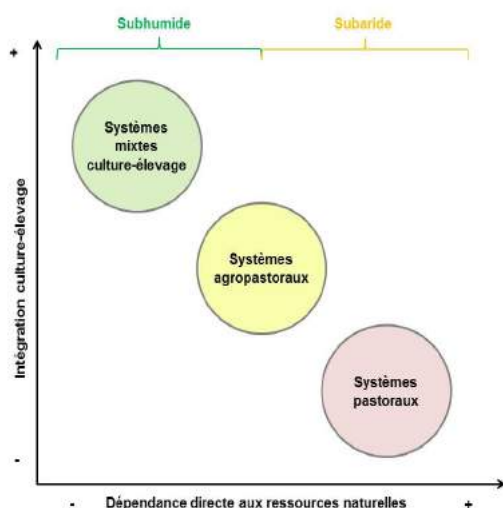 Subhumide
Subaride
+
Systèmes
mixtes
culture-élevage
Systèmes
agropastoraux
Systèmes
pastoraux
Intégration culture-élevage
-
- Dépendance directe aux ressources naturelles +